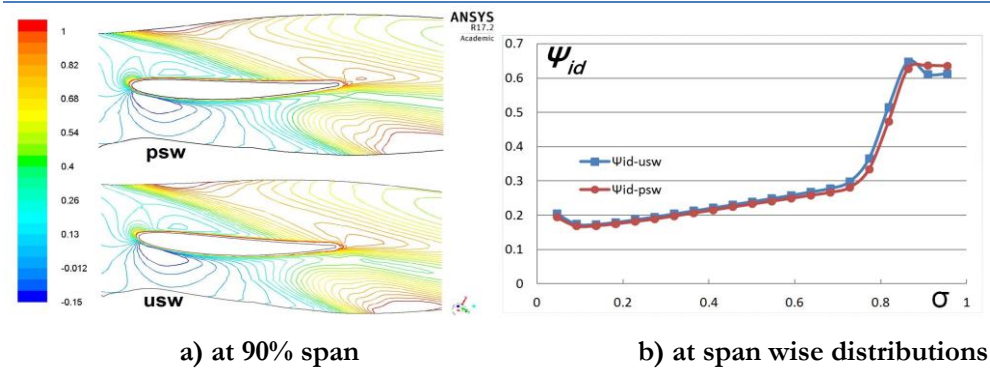 ANSYS
R17.2
Academic
1
0.82
0.68
0.54
0.4
0.26
0.13
-0.012
-0.15
psw
usw
0.7
0.6
0.5
0.4
0.3
0.2
0.1
0
Ψid
Ψid-usw
Ψid-psw
0 0.2 0.4 0.6 0.8 σ 1
a) at 90% span
b) at span wise distributions